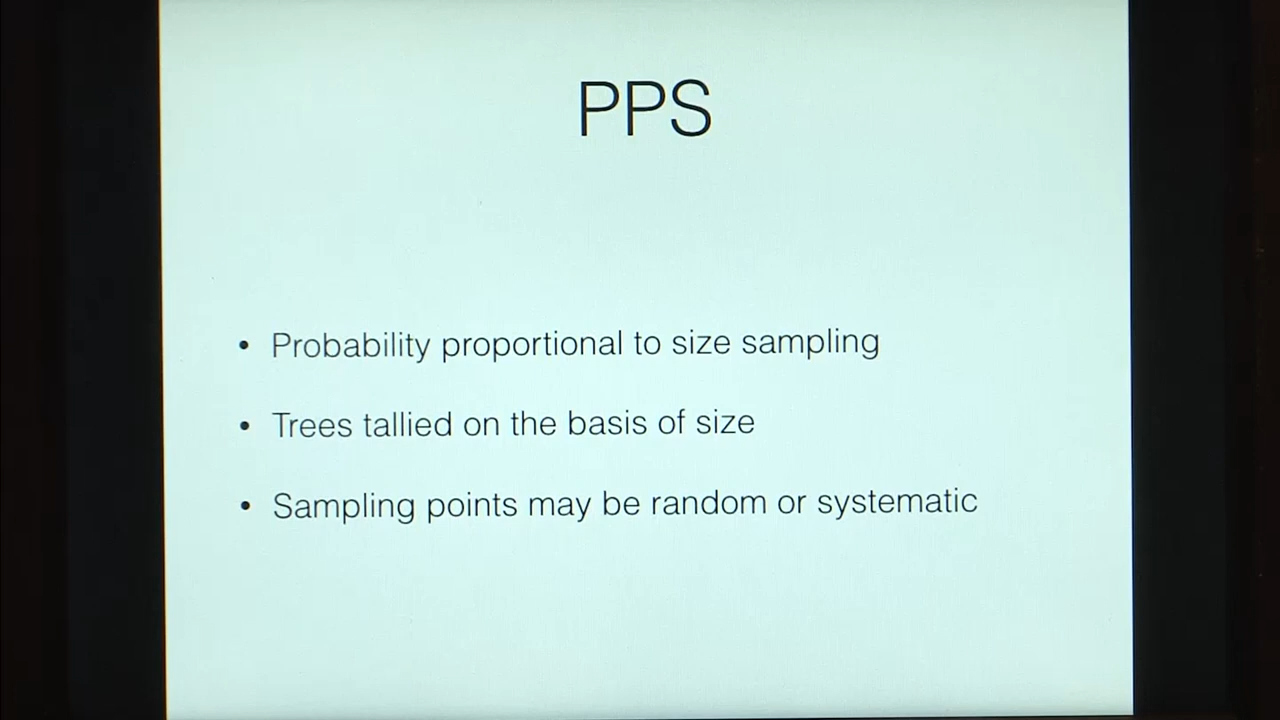 PPS
• Probability proportional to size sampling
• Trees tallied on the basis of size
• Sampling points may be random or systematic